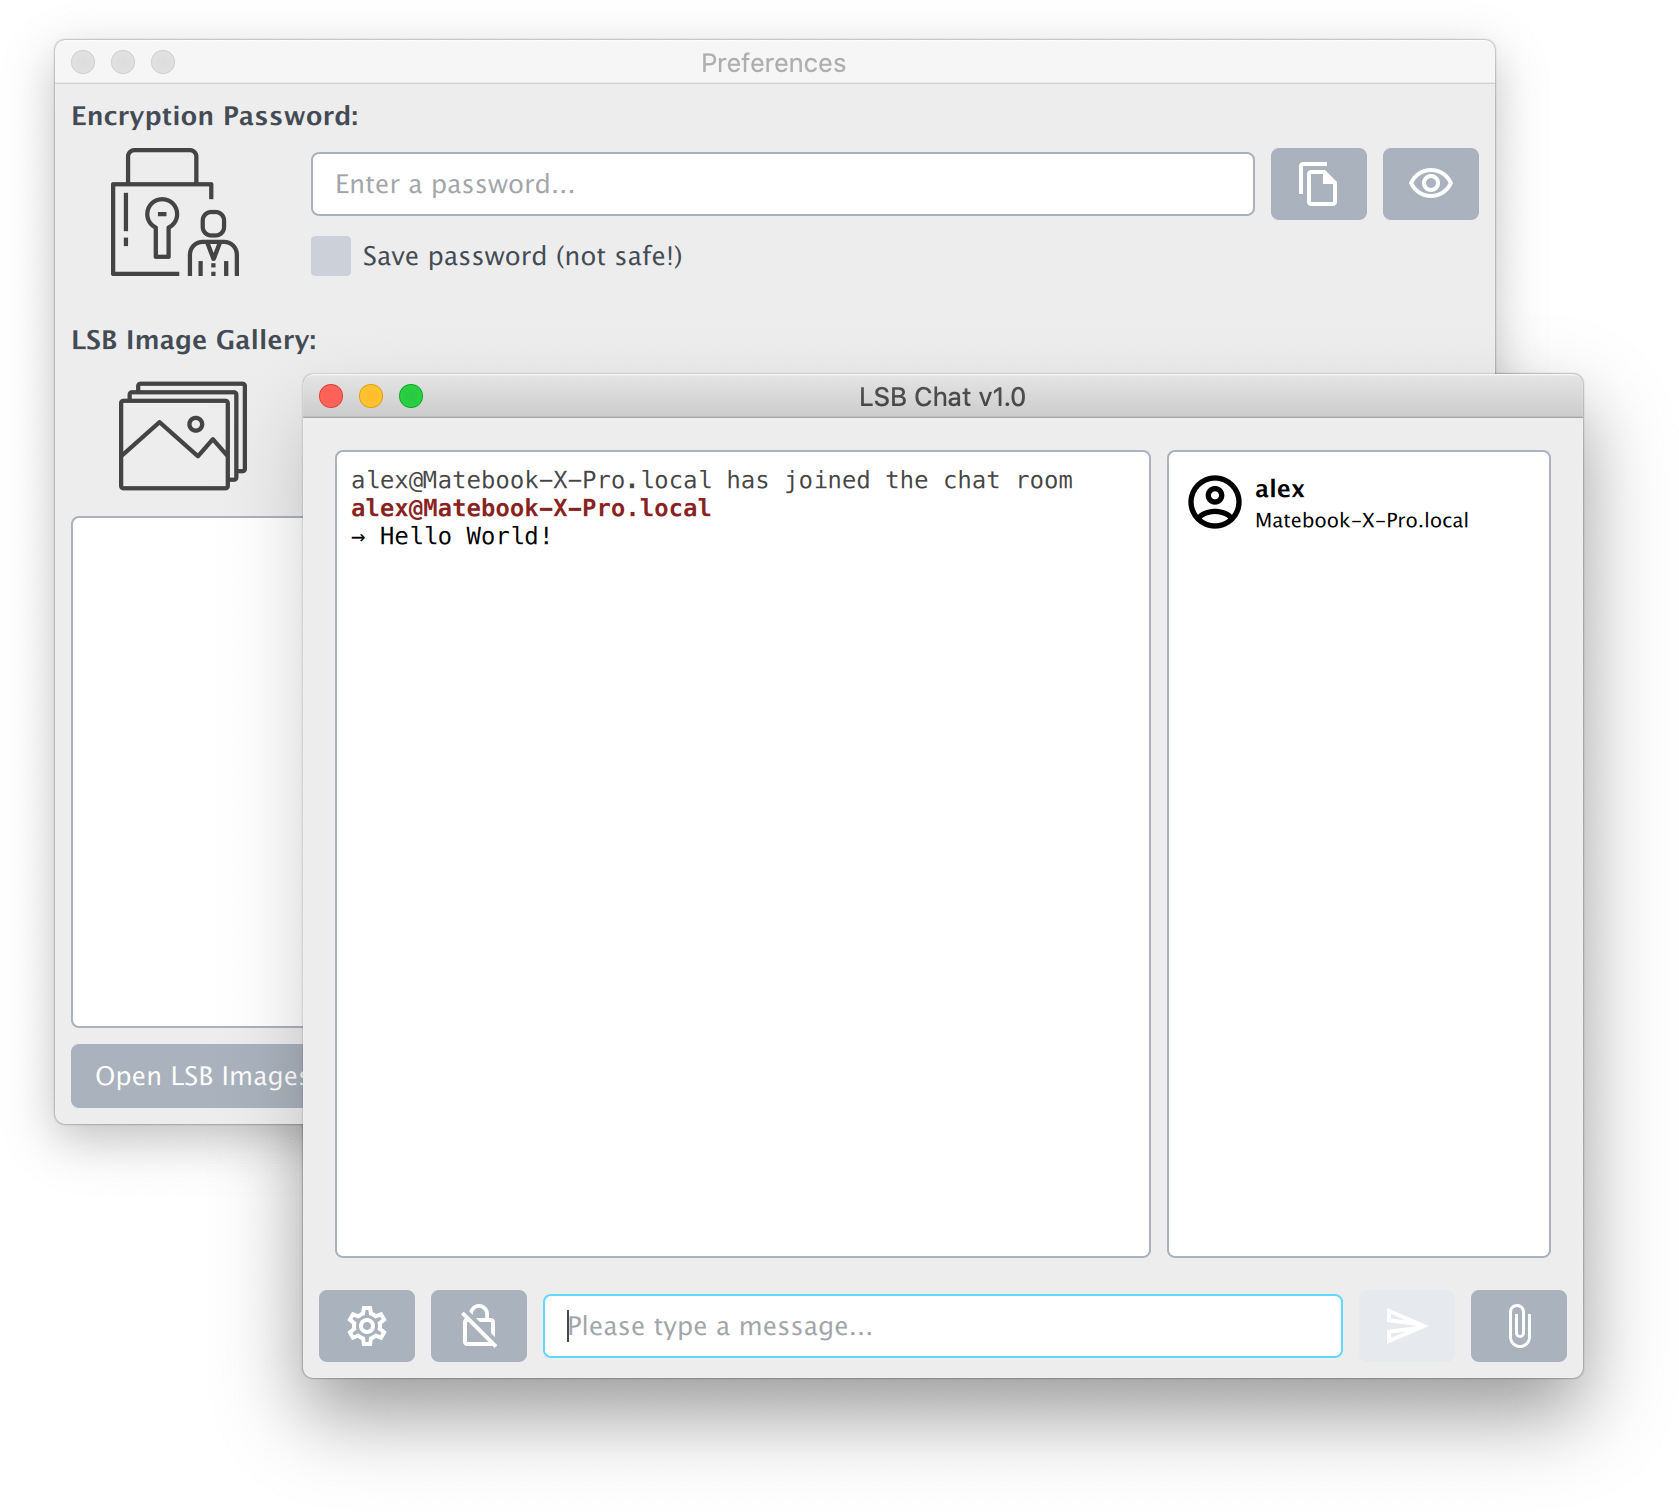 Preferences
Encryption Password:
Enter a password...
Save password (not safe!)
LSB Image Gallery:
Open LSB Images
LSB Chat v1.0
alex@Matebook-X-Pro.local has joined the chat room
alex@Matebook-X-Pro.local
→ Hello World!
alex
Matebook-X-Pro.local
Please type a message...